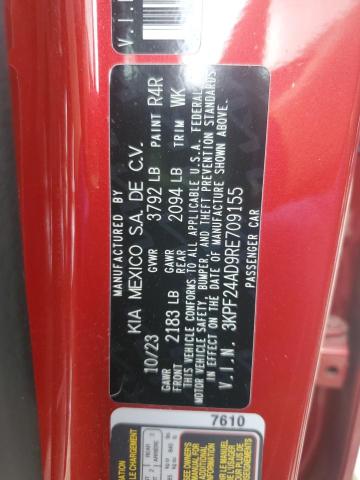 V.I.N
MANUFACTURED BY
KIA MEXICO S.A. DE C.V.
10/23 GVWR 3792 LB PAINT R4R
GAWR FRONT 2183 LB GAWR REAR 2094 LB TRIM WK
THIS VEHICLE CONFORMS TO ALL APPLICABLE U.S.A. FEDERAL
MOTOR VEHICLE SAFETY, BUMPER, AND THEFT PREVENTION STANDARDS
IN EFFECT ON THE DATE OF MANUFACTURE SHOWN ABOVE.
V.I.N. 3KPF24AD9RE709155
PASSENGER CAR
7610